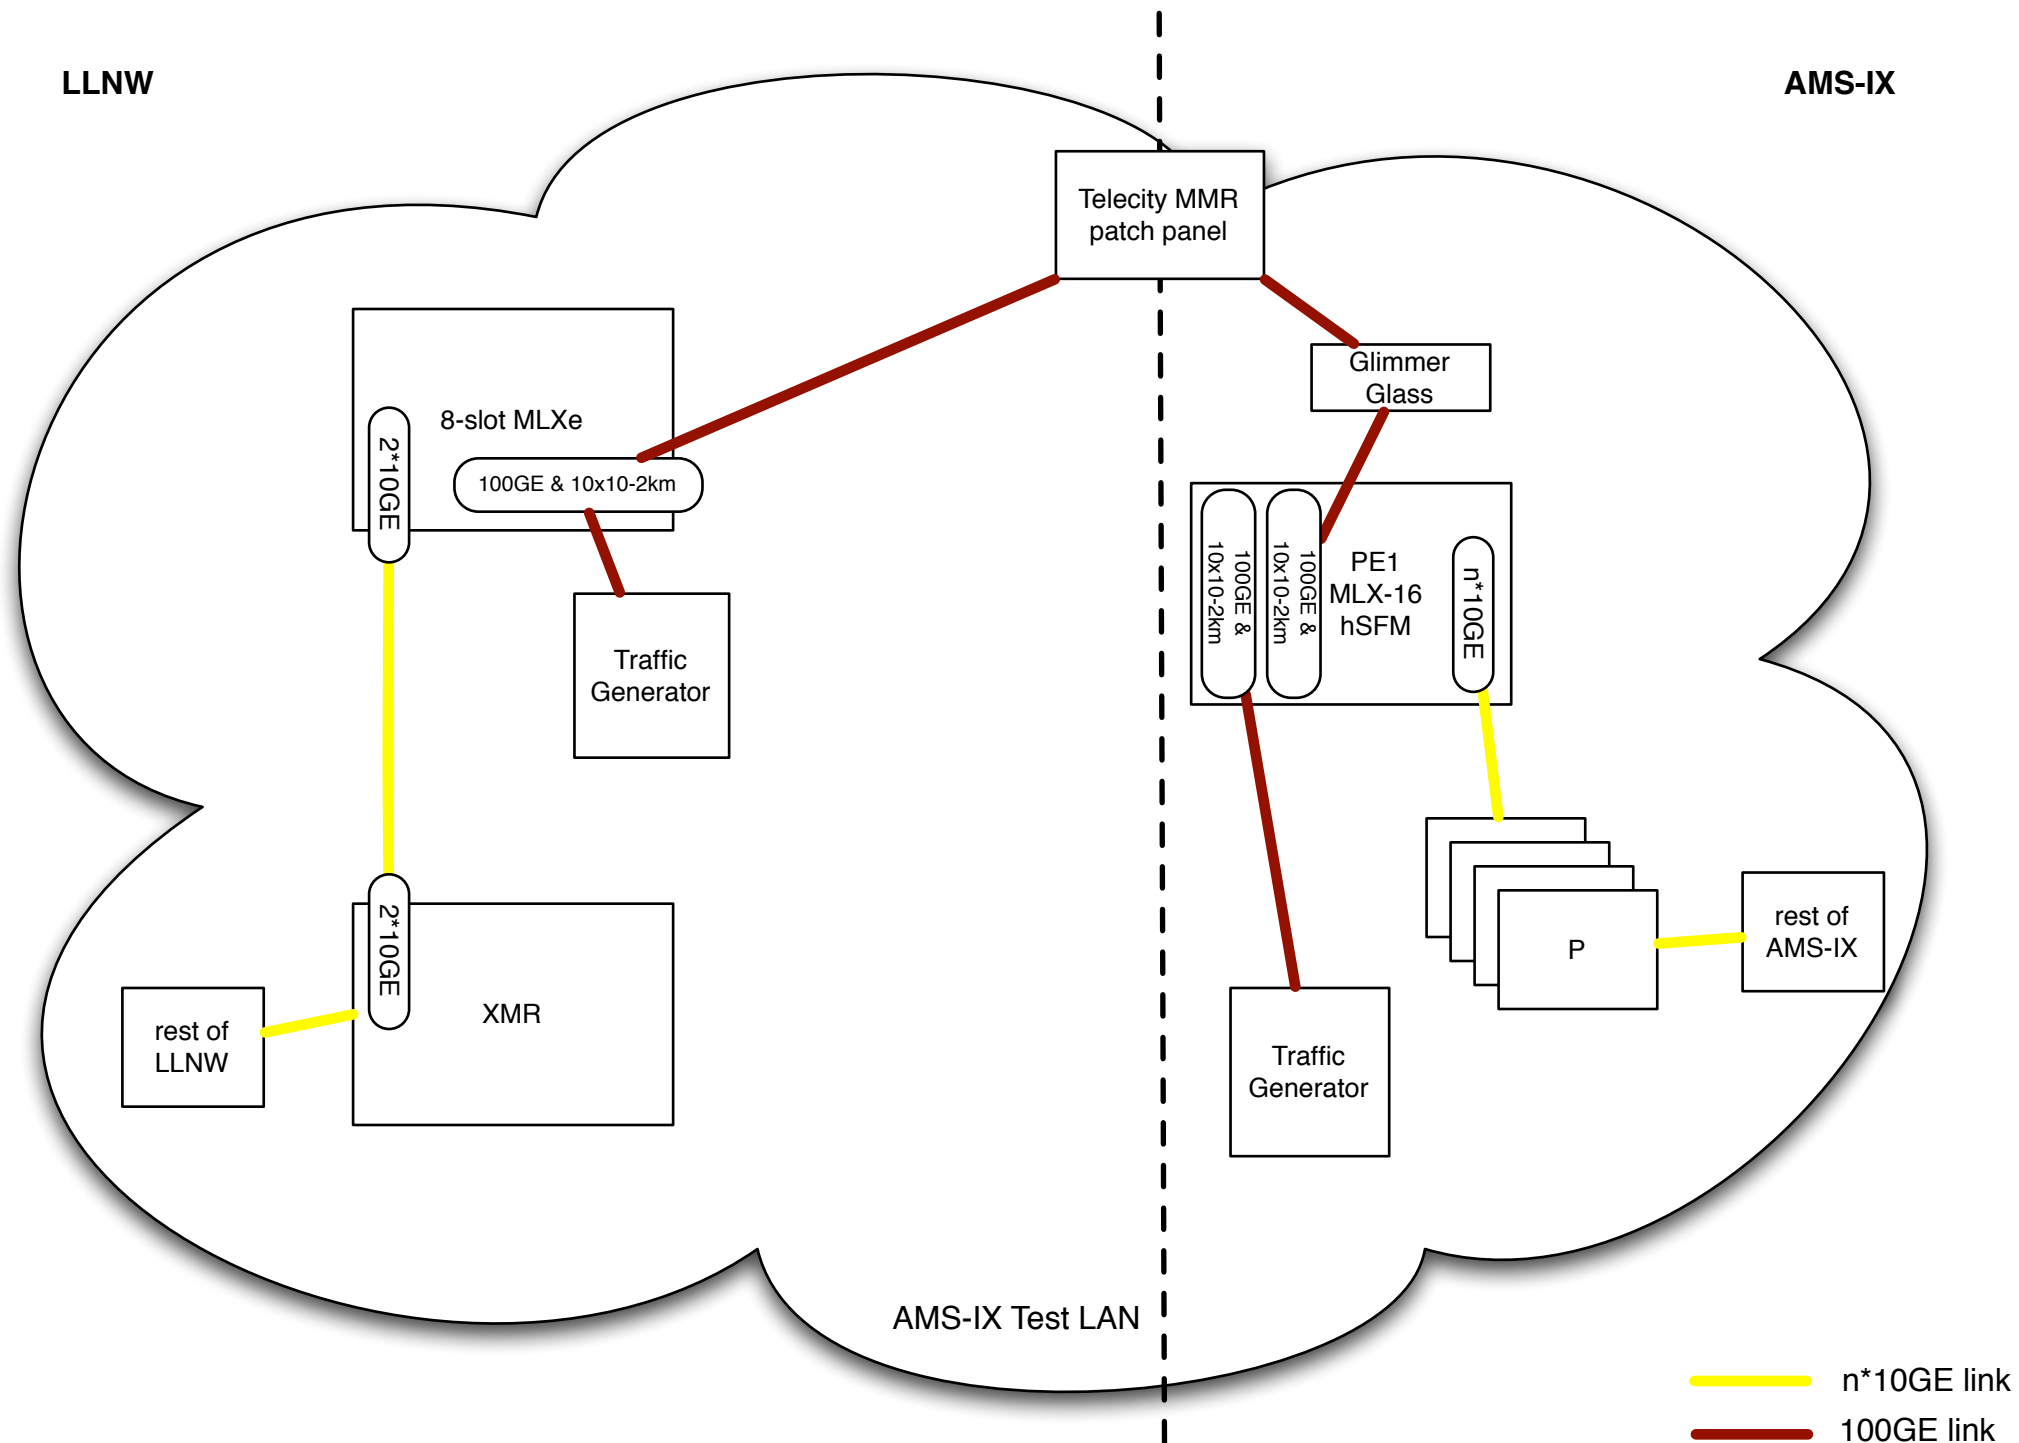 LLNW
AMS-IX
Telecity MMR
patch panel
Glimmer
Glass
8-slot MLXe
2*10GE
100GE & 10x10-2km
100GE &
10x10-2km
100GE &
10x10-2km
PE1
MLX-16
hSFM
n*10GE
Traffic
Generator
2*10GE
XMR
rest of
LLNW
P
rest of
AMS-IX
Traffic
Generator
AMS-IX Test LAN
n*10GE link
100GE link